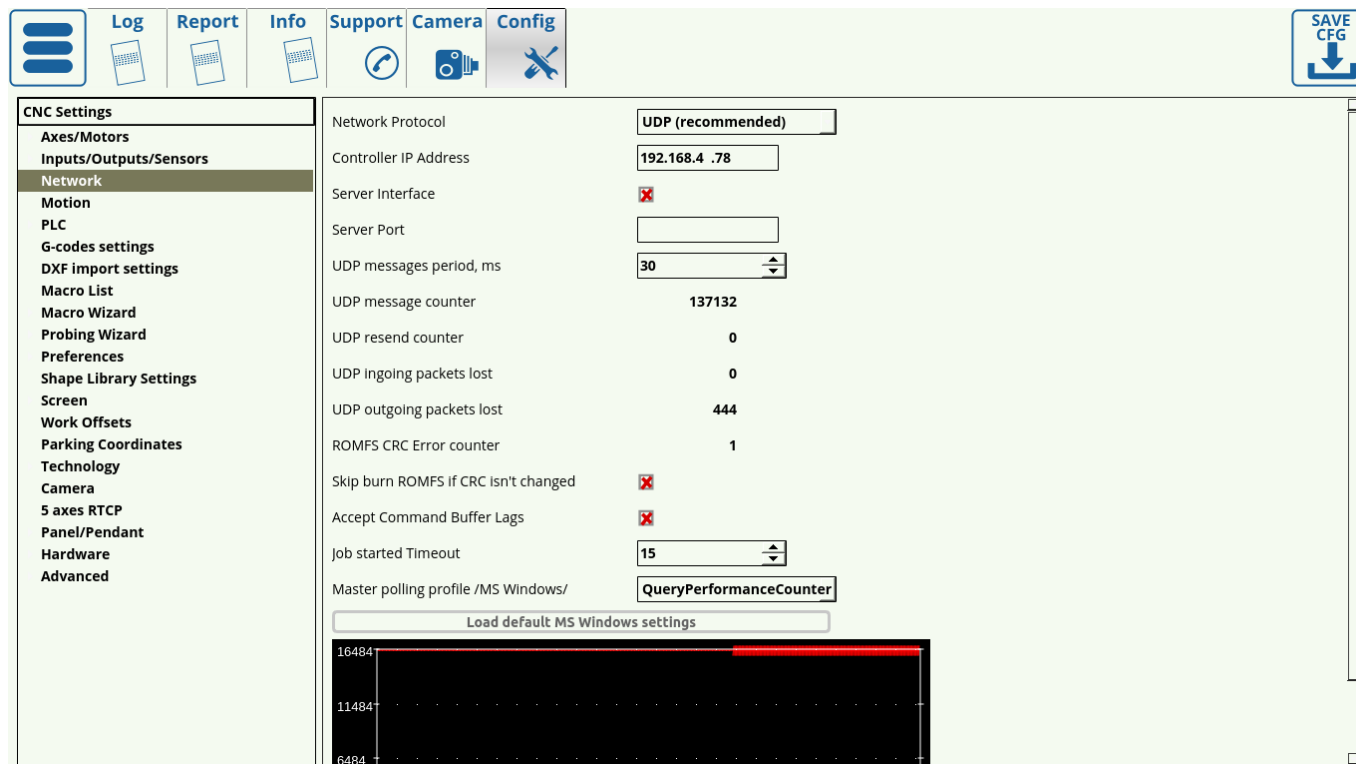 Log Report Info Support Camera Config
SAVE
CFG
CNC Settings
Axes/Motors
Inputs/Outputs/Sensors
Network
Motion
PLC
G-codes settings
DXF import settings
Macro List
Macro Wizard
Probing Wizard
Preferences
Shape Library Settings
Screen
Work Offsets
Parking Coordinates
Technology
Camera
5 axes RTCP
Panel/Pendant
Hardware
Advanced
Network Protocol UDP (recommended)
Controller IP Address 192.168.4 .78
Server Interface
Server Port
UDP messages period, ms 30
UDP message counter 137132
UDP resend counter 0
UDP ingoing packets lost 0
UDP outgoing packets lost 444
ROMFS CRC Error counter 1
Skip burn ROMFS if CRC isn't changed
Accept Command Buffer Lags
Job started Timeout 15
Master polling profile /MS Windows/ QueryPerformanceCounter
Load default MS Windows settings
16484
11484
6484